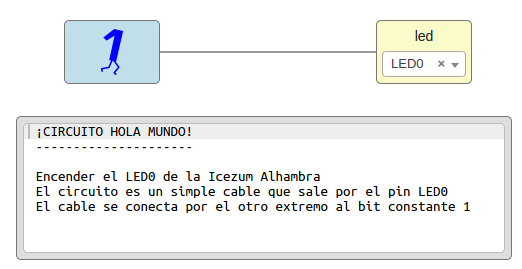 1
led
LED0 ×
¡CIRCUITO HOLA MUNDO!
---------------------
Encender el LED0 de la Icezum Alhambra
El circuito es un simple cable que sale por el pin LED0
El cable se conecta por el otro extremo al bit constante 1